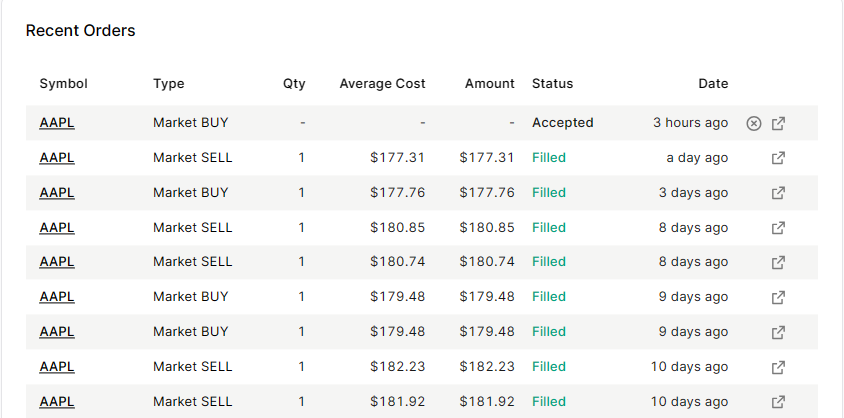 Recent Orders
Symbol Type Qty Average Cost Amount Status Date
AAPL Market BUY - - - Accepted 3 hours ago
AAPL Market SELL 1 $177.31 $177.31 Filled a day ago
AAPL Market BUY 1 $177.76 $177.76 Filled 3 days ago
AAPL Market SELL 1 $180.85 $180.85 Filled 8 days ago
AAPL Market SELL 1 $180.74 $180.74 Filled 8 days ago
AAPL Market BUY 1 $179.48 $179.48 Filled 9 days ago
AAPL Market BUY 1 $179.48 $179.48 Filled 9 days ago
AAPL Market SELL 1 $182.23 $182.23 Filled 10 days ago
AAPL Market SELL 1 $181.92 $181.92 Filled 10 days ago